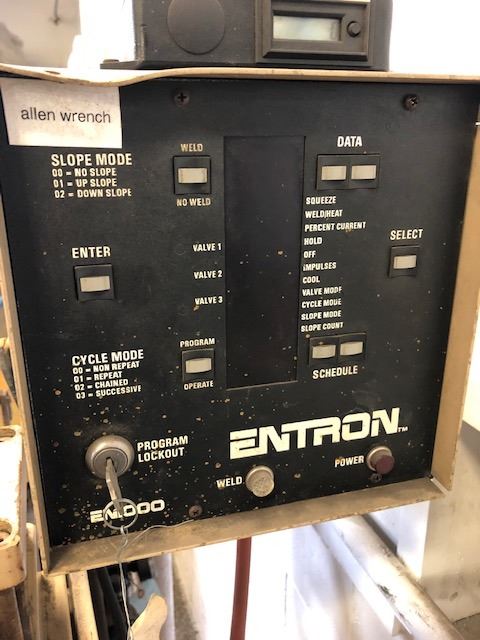 allen wrench
SLOPE MODE
00 = NO SLOPE
01 = UP SLOPE
02 = DOWN SLOPE
WELD
NO WELD
DATA
SQUEEZE
WELD/HEAT
PERCENT CURRENT
HOLD
OFF
IMPULSES
COOL
VALVE MODE
CYCLE MODE
SLOPE MODE
SLOPE COUNT
SELECT
ENTER
VALVE 1
VALVE 2
VALVE 3
PROGRAM
OPERATE
SCHEDULE
CYCLE MODE
00 = NON REPEAT
01 = REPEAT
02 = CHAINED
03 = SUCCESSIVE
PROGRAM
LOCKOUT
ENTRON™
WELD
POWER